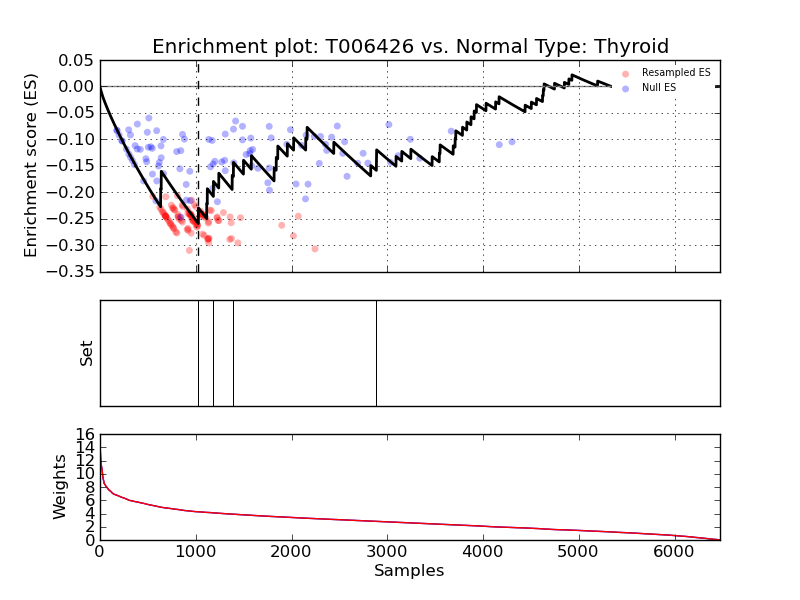 Enrichment plot: T006426 vs. Normal Type: Thyroid
Enrichment score (ES)
0.05
0.00
−0.05
−0.10
−0.15
−0.20
−0.25
−0.30
−0.35
Resampled ES
Null ES
Set
Weights
16
14
12
10
8
6
4
2
0
0 1000 2000 3000 4000 5000 6000
Samples